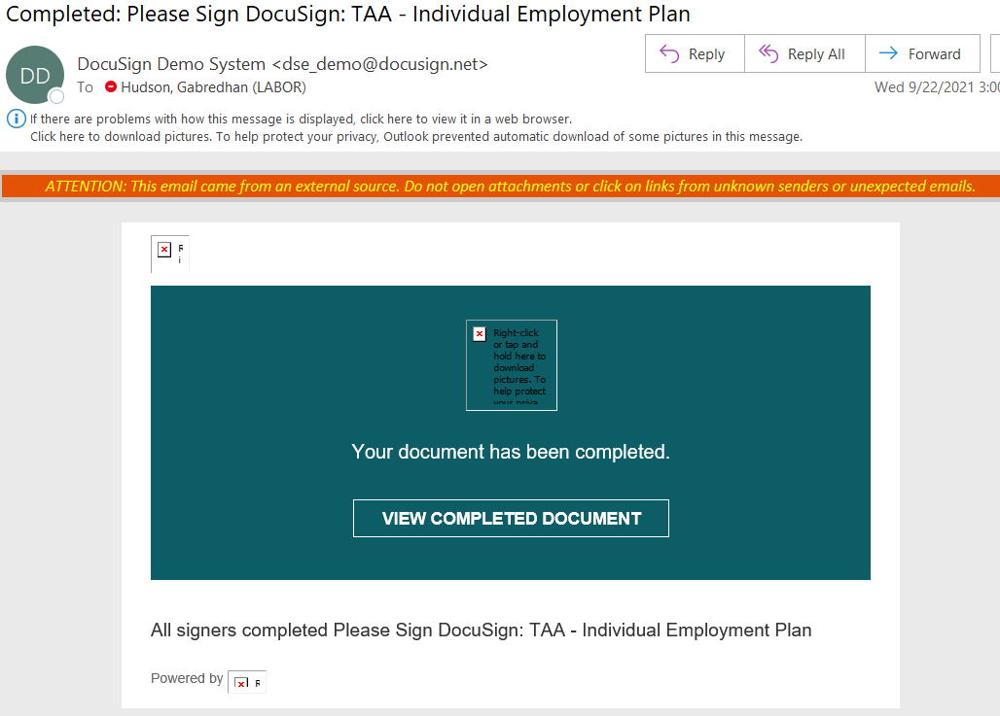 Completed: Please Sign DocuSign: TAA - Individual Employment Plan
DD
DocuSign Demo System <dse_demo@docusign.net>
To Hudson, Gabredhan (LABOR)
Reply
Reply All
Forward
Wed 9/22/2021 3:00
If there are problems with how this message is displayed, click here to view it in a web browser.
Click here to download pictures. To help protect your privacy, Outlook prevented automatic download of some pictures in this message.
ATTENTION: This email came from an external source. Do not open attachments or click on links from unknown senders or unexpected emails.
R
i
Right-click
or tap and
hold here to
download
pictures. To
help protect
your priva
Your document has been completed.
VIEW COMPLETED DOCUMENT
All signers completed Please Sign DocuSign: TAA - Individual Employment Plan
Powered by
R